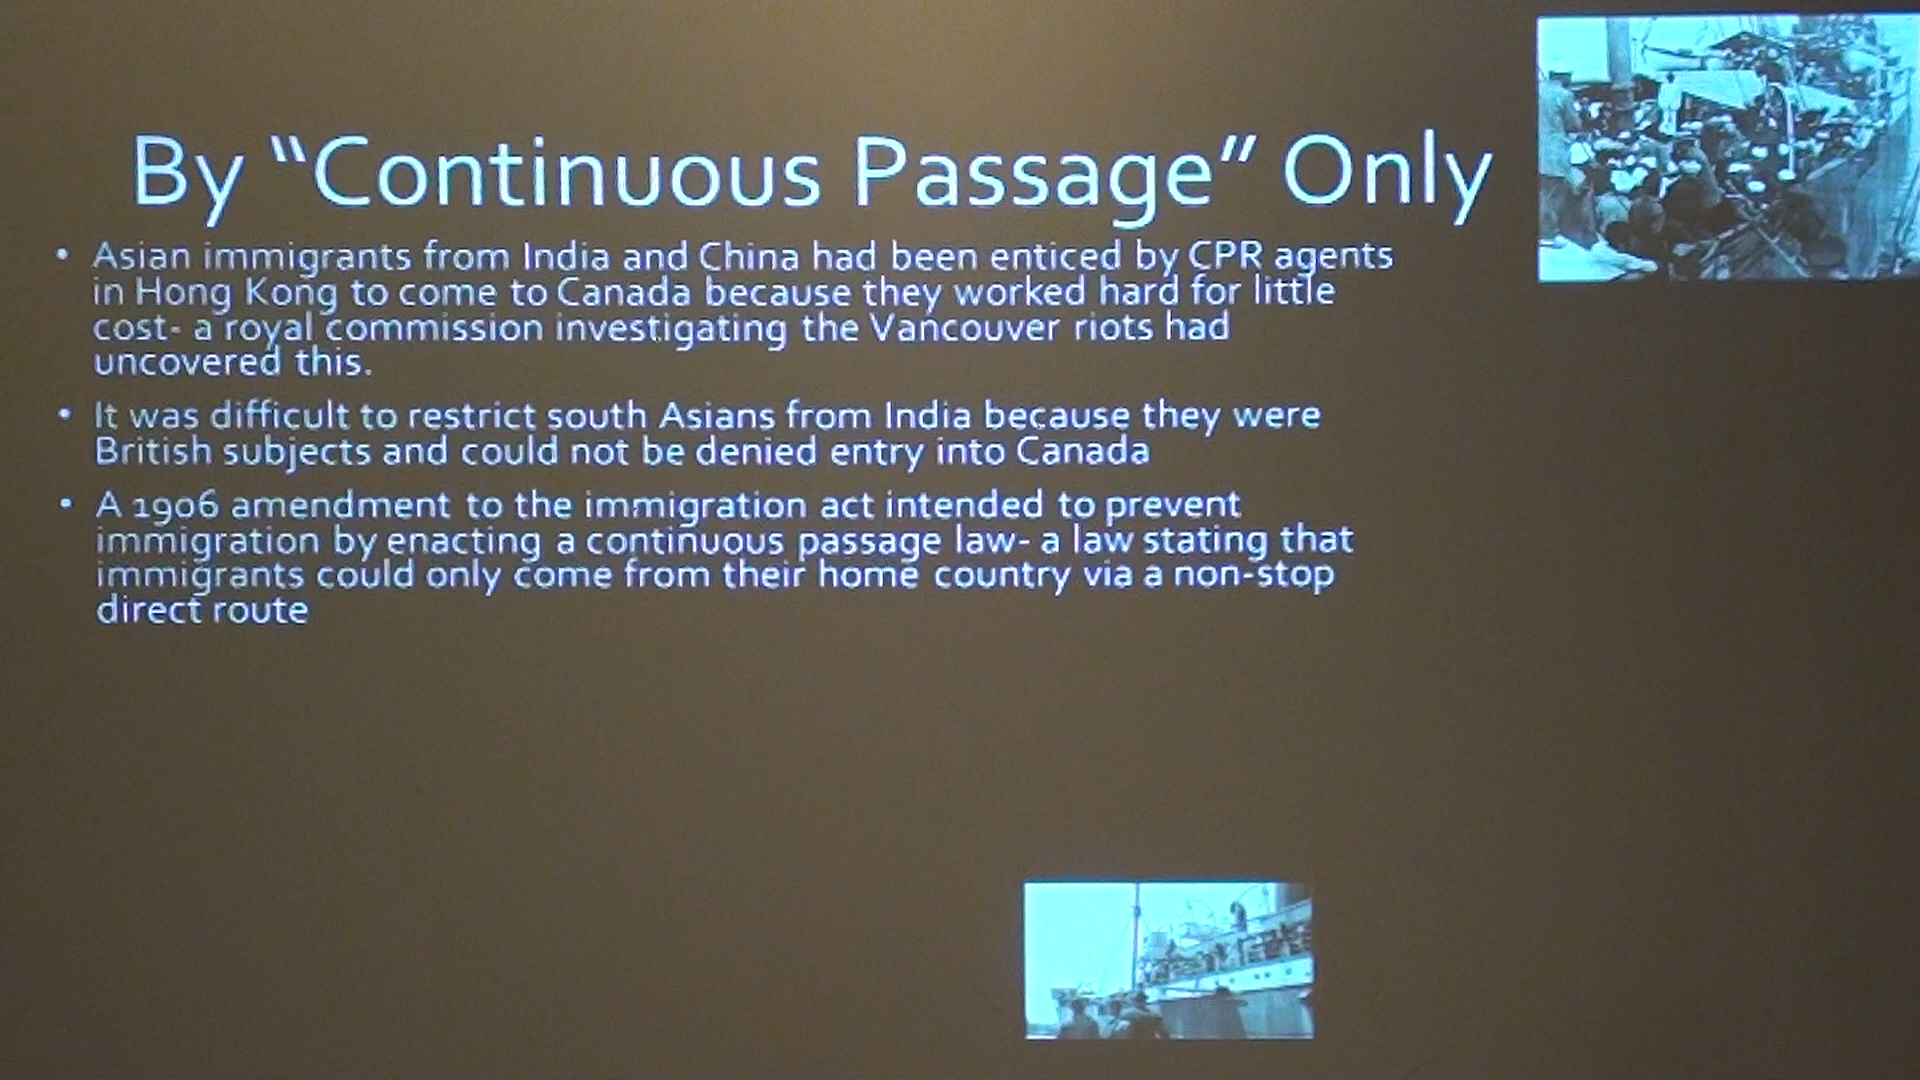 By “Continuous Passage” Only
• Asian immigrants from India and China had been enticed by CPR agents
in Hong Kong to come to Canada because they worked hard for little
cost- a royal commission investigating the Vancouver riots had
uncovered this.
• It was difficult to restrict south Asians from India because they were
British subjects and could not be denied entry into Canada
• A 1906 amendment to the immigration act intended to prevent
immigration by enacting a continuous passage law- a law stating that
immigrants could only come from their home country via a non-stop
direct route